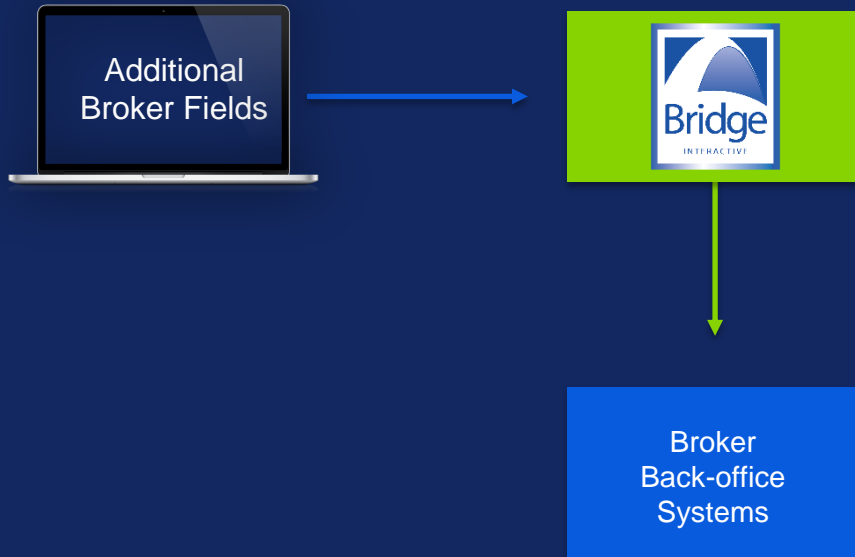 Additional
Broker Fields
Bridge
INTERACTIVE
Broker
Back-office
Systems